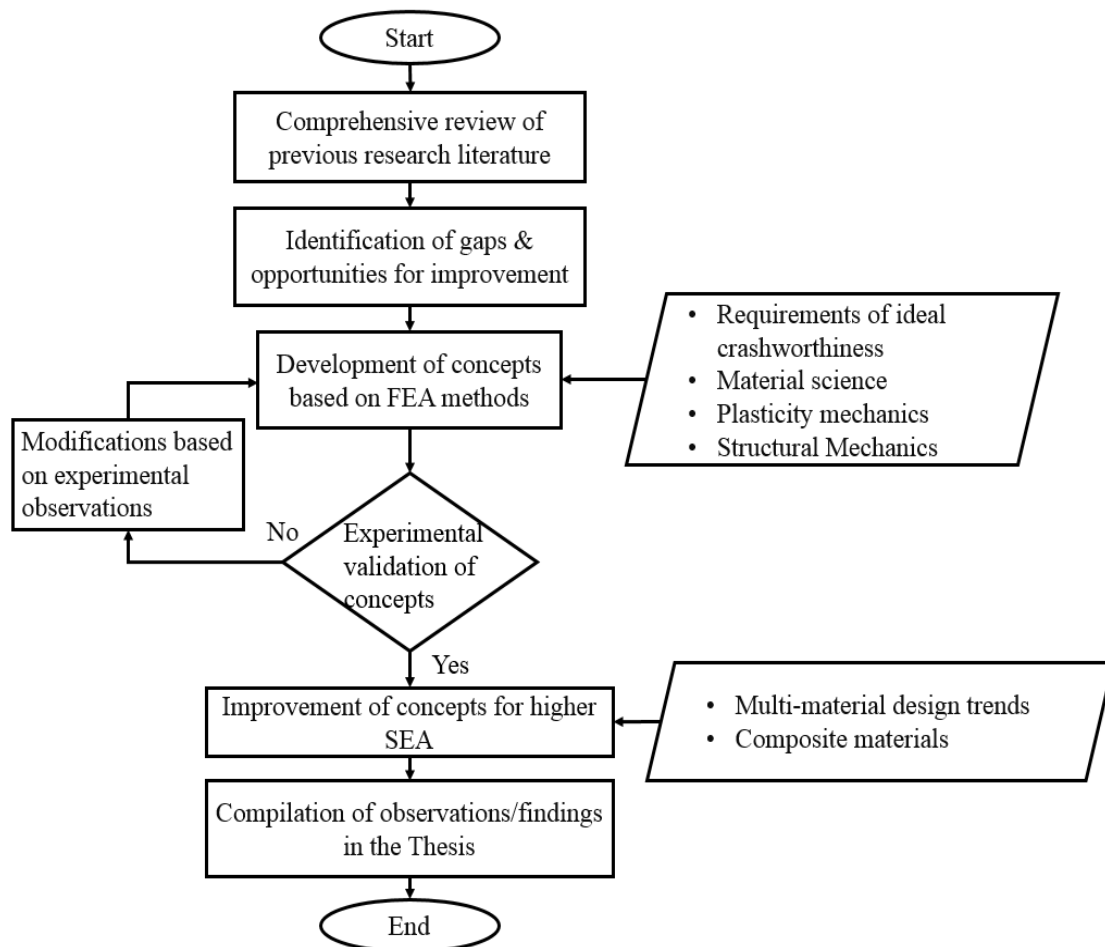 Start
Comprehensive review of
previous research literature
Identification of gaps &
opportunities for improvement
• Requirements of ideal
crashworthiness
• Material science
• Plasticity mechanics
• Structural Mechanics
Development of concepts
based on FEA methods
Modifications based
on experimental
observations
No
Experimental
validation of
concepts
Yes
Improvement of concepts for higher
SEA
• Multi-material design trends
• Composite materials
Compilation of observations/findings
in the Thesis
End